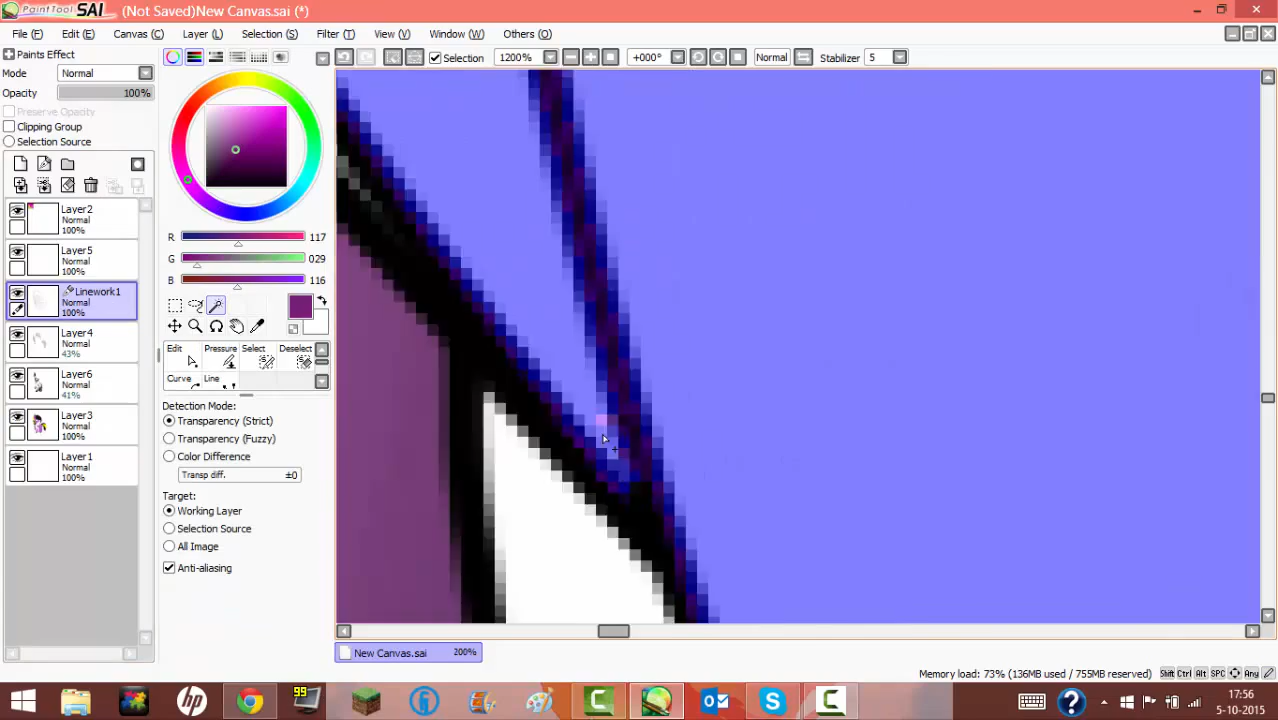 PaintTool SAI (Not Saved)New Canvas.sai (*)
File (F) Edit (E) Canvas (C) Layer (L) Selection (S) Filter (T) View (V) Window (W) Others (O)
Paints Effect
Mode Normal
Opacity 100%
Preserve Opacity
Clipping Group
Selection Source
Selection 1200% +000° Normal Stabilizer 5
Layer2
Normal
100%
Layer5
Normal
100%
Linework1
Normal
100%
Layer4
Normal
43%
Layer6
Normal
41%
Layer3
Normal
100%
Layer1
Normal
100%
R 117
G 029
B 116
Edit Pressure Select Deselect
Curve Line
Detection Mode:
Transparency (Strict)
Transparency (Fuzzy)
Color Difference
Transp diff. ±0
Target:
Working Layer
Selection Source
All Image
Anti-aliasing
New Canvas.sai 200%
Memory load: 73% (136MB used / 755MB reserved) Shift Ctrl Alt SPC Any
99
17:56
5-10-2015